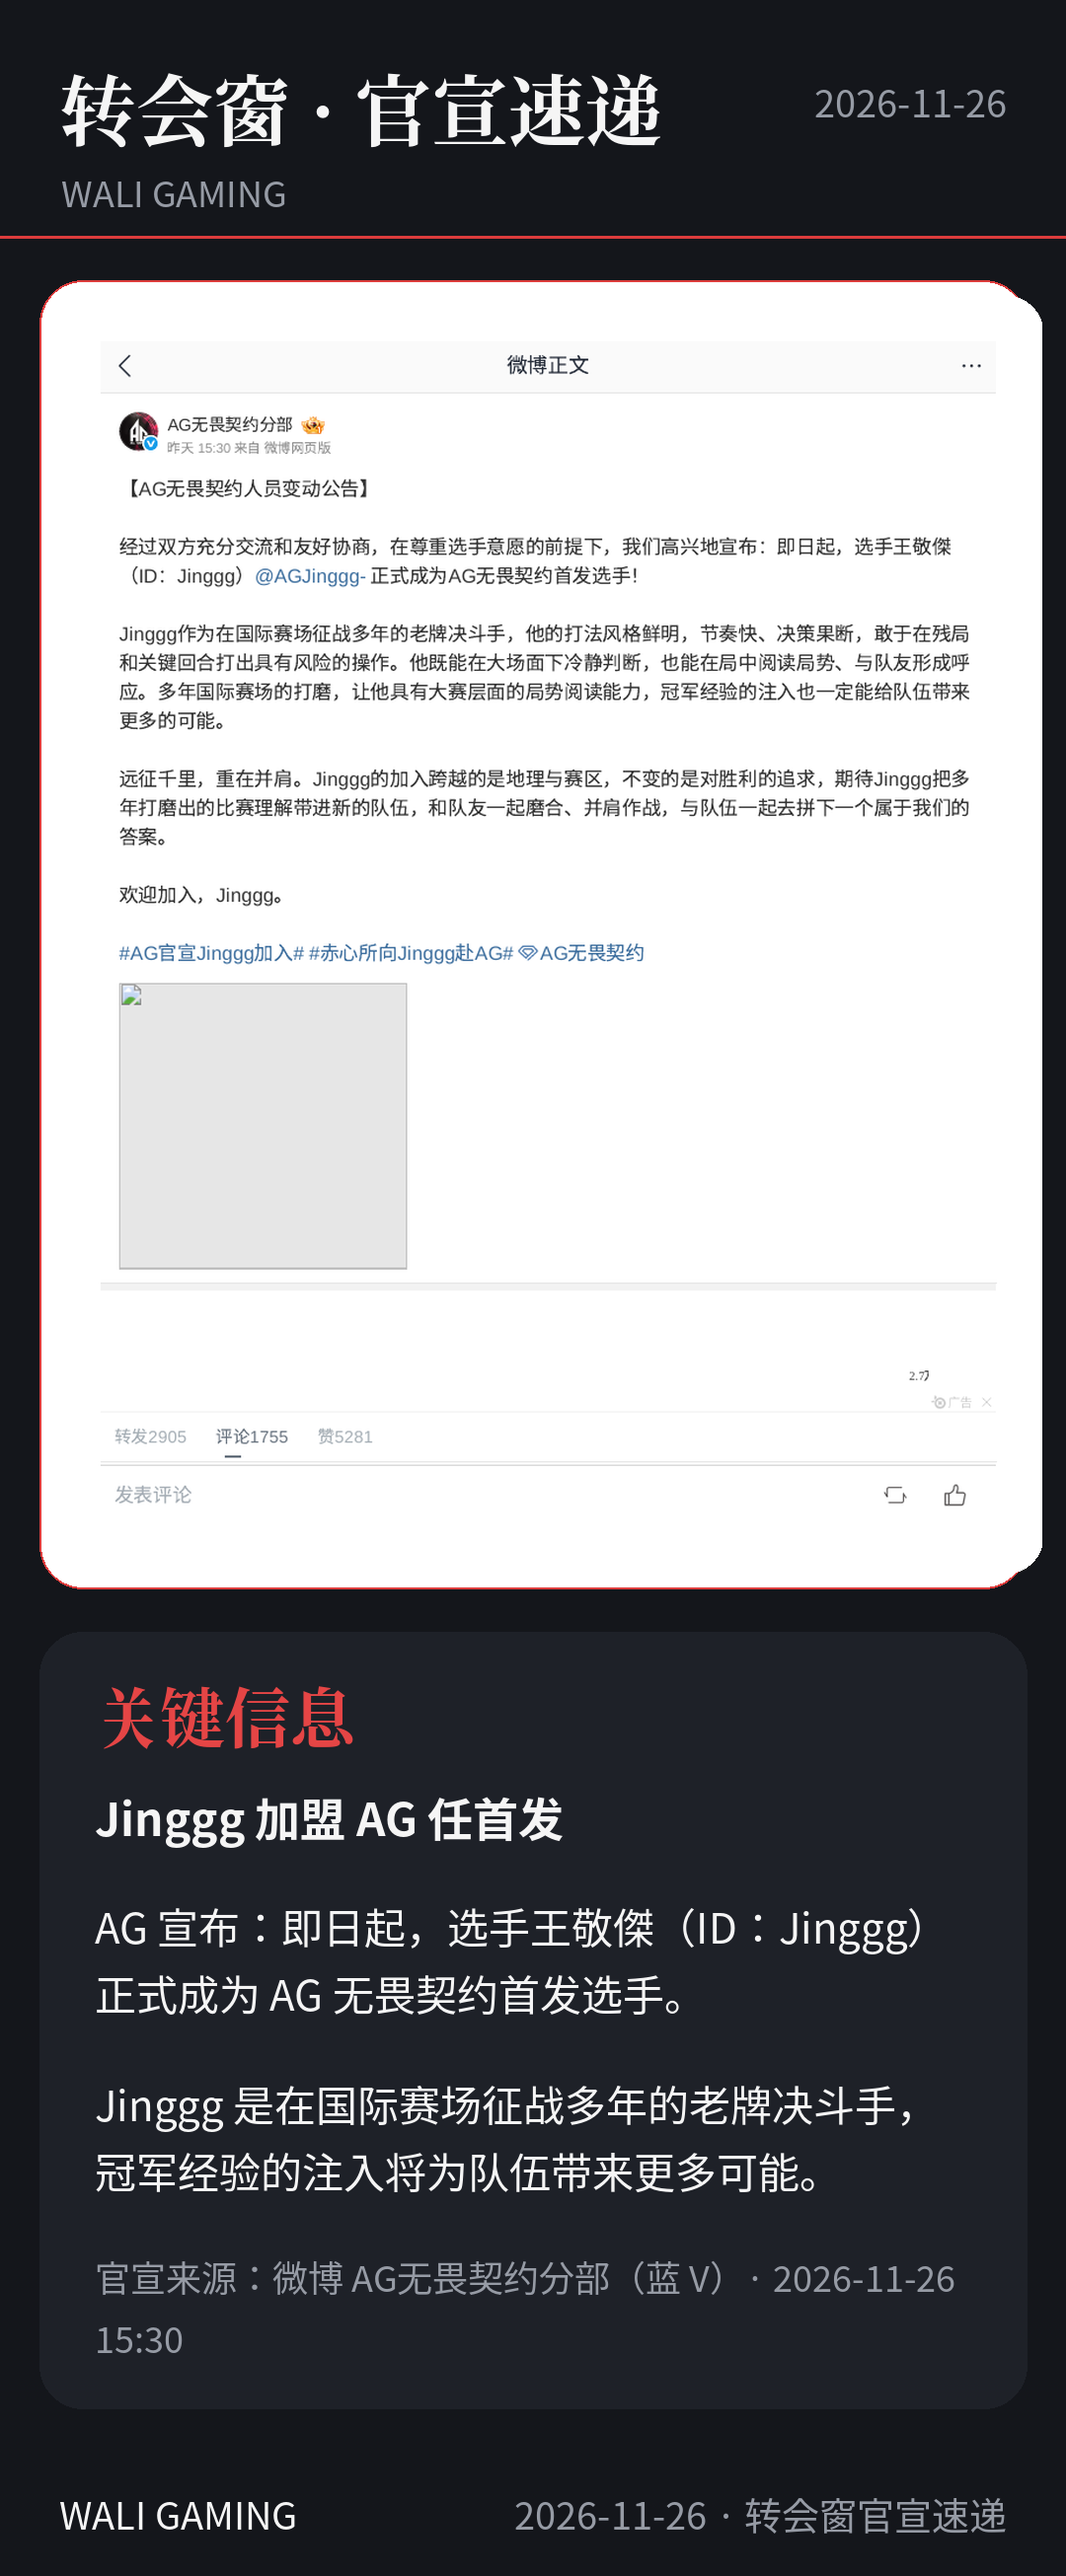 转会窗 · 官宣速递
2026-11-26
WALI GAMING
微博正文
AG无畏契约分部
昨天 15:30 来自 微博网页版
【AG无畏契约人员变动公告】
经过双方充分交流和友好协商，在尊重选手意愿的前提下，我们高兴地宣布：即日起，选手王敬傑
（ID：Jinggg）@AGJinggg- 正式成为AG无畏契约首发选手！
Jinggg作为在国际赛场征战多年的老牌决斗手，他的打法风格鲜明，节奏快、决策果断，敢于在残局
和关键回合打出具有风险的操作。他既能在大场面下冷静判断，也能在局中阅读局势、与队友形成呼
应。多年国际赛场的打磨，让他具有大赛层面的局势阅读能力，冠军经验的注入也一定能给队伍带来
更多的可能。
远征千里，重在并肩。Jinggg的加入跨越的是地理与赛区，不变的是对胜利的追求，期待Jinggg把多
年打磨出的比赛理解带进新的队伍，和队友一起磨合、并肩作战，与队伍一起去拼下一个属于我们的
答案。
欢迎加入，Jinggg。
#AG官宣Jinggg加入# #赤心所向Jinggg赴AG# AG无畏契约
广告
转发2905 评论1755 赞5281
发表评论
关键信息
Jinggg 加盟 AG 任首发
AG 宣布：即日起，选手王敬傑（ID：Jinggg）
正式成为 AG 无畏契约首发选手。
Jinggg 是在国际赛场征战多年的老牌决斗手，
冠军经验的注入将为队伍带来更多可能。
官宣来源：微博 AG无畏契约分部（蓝 V）· 2026-11-26
15:30
WALI GAMING
2026-11-26 · 转会窗官宣速递